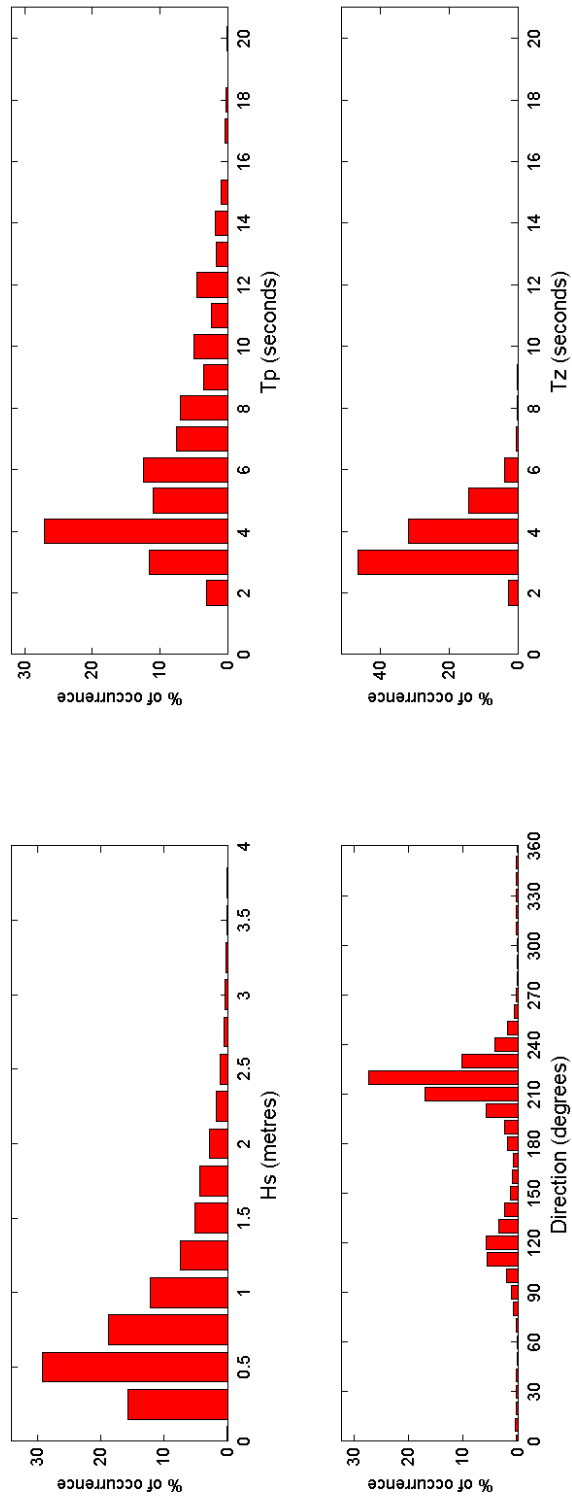 % of occurrence
30
20
10
0
0 0.5 1 1.5 2 2.5 3 3.5 4
Hs (metres)
% of occurrence
30
20
10
0
0 2 4 6 8 10 12 14 16 18 20
Tp (seconds)
% of occurrence
30
20
10
0
0 30 60 90 120 150 180 210 240 270 300 330 360
Direction (degrees)
% of occurrence
40
20
0
0 2 4 6 8 10 12 14 16 18 20
Tz (seconds)